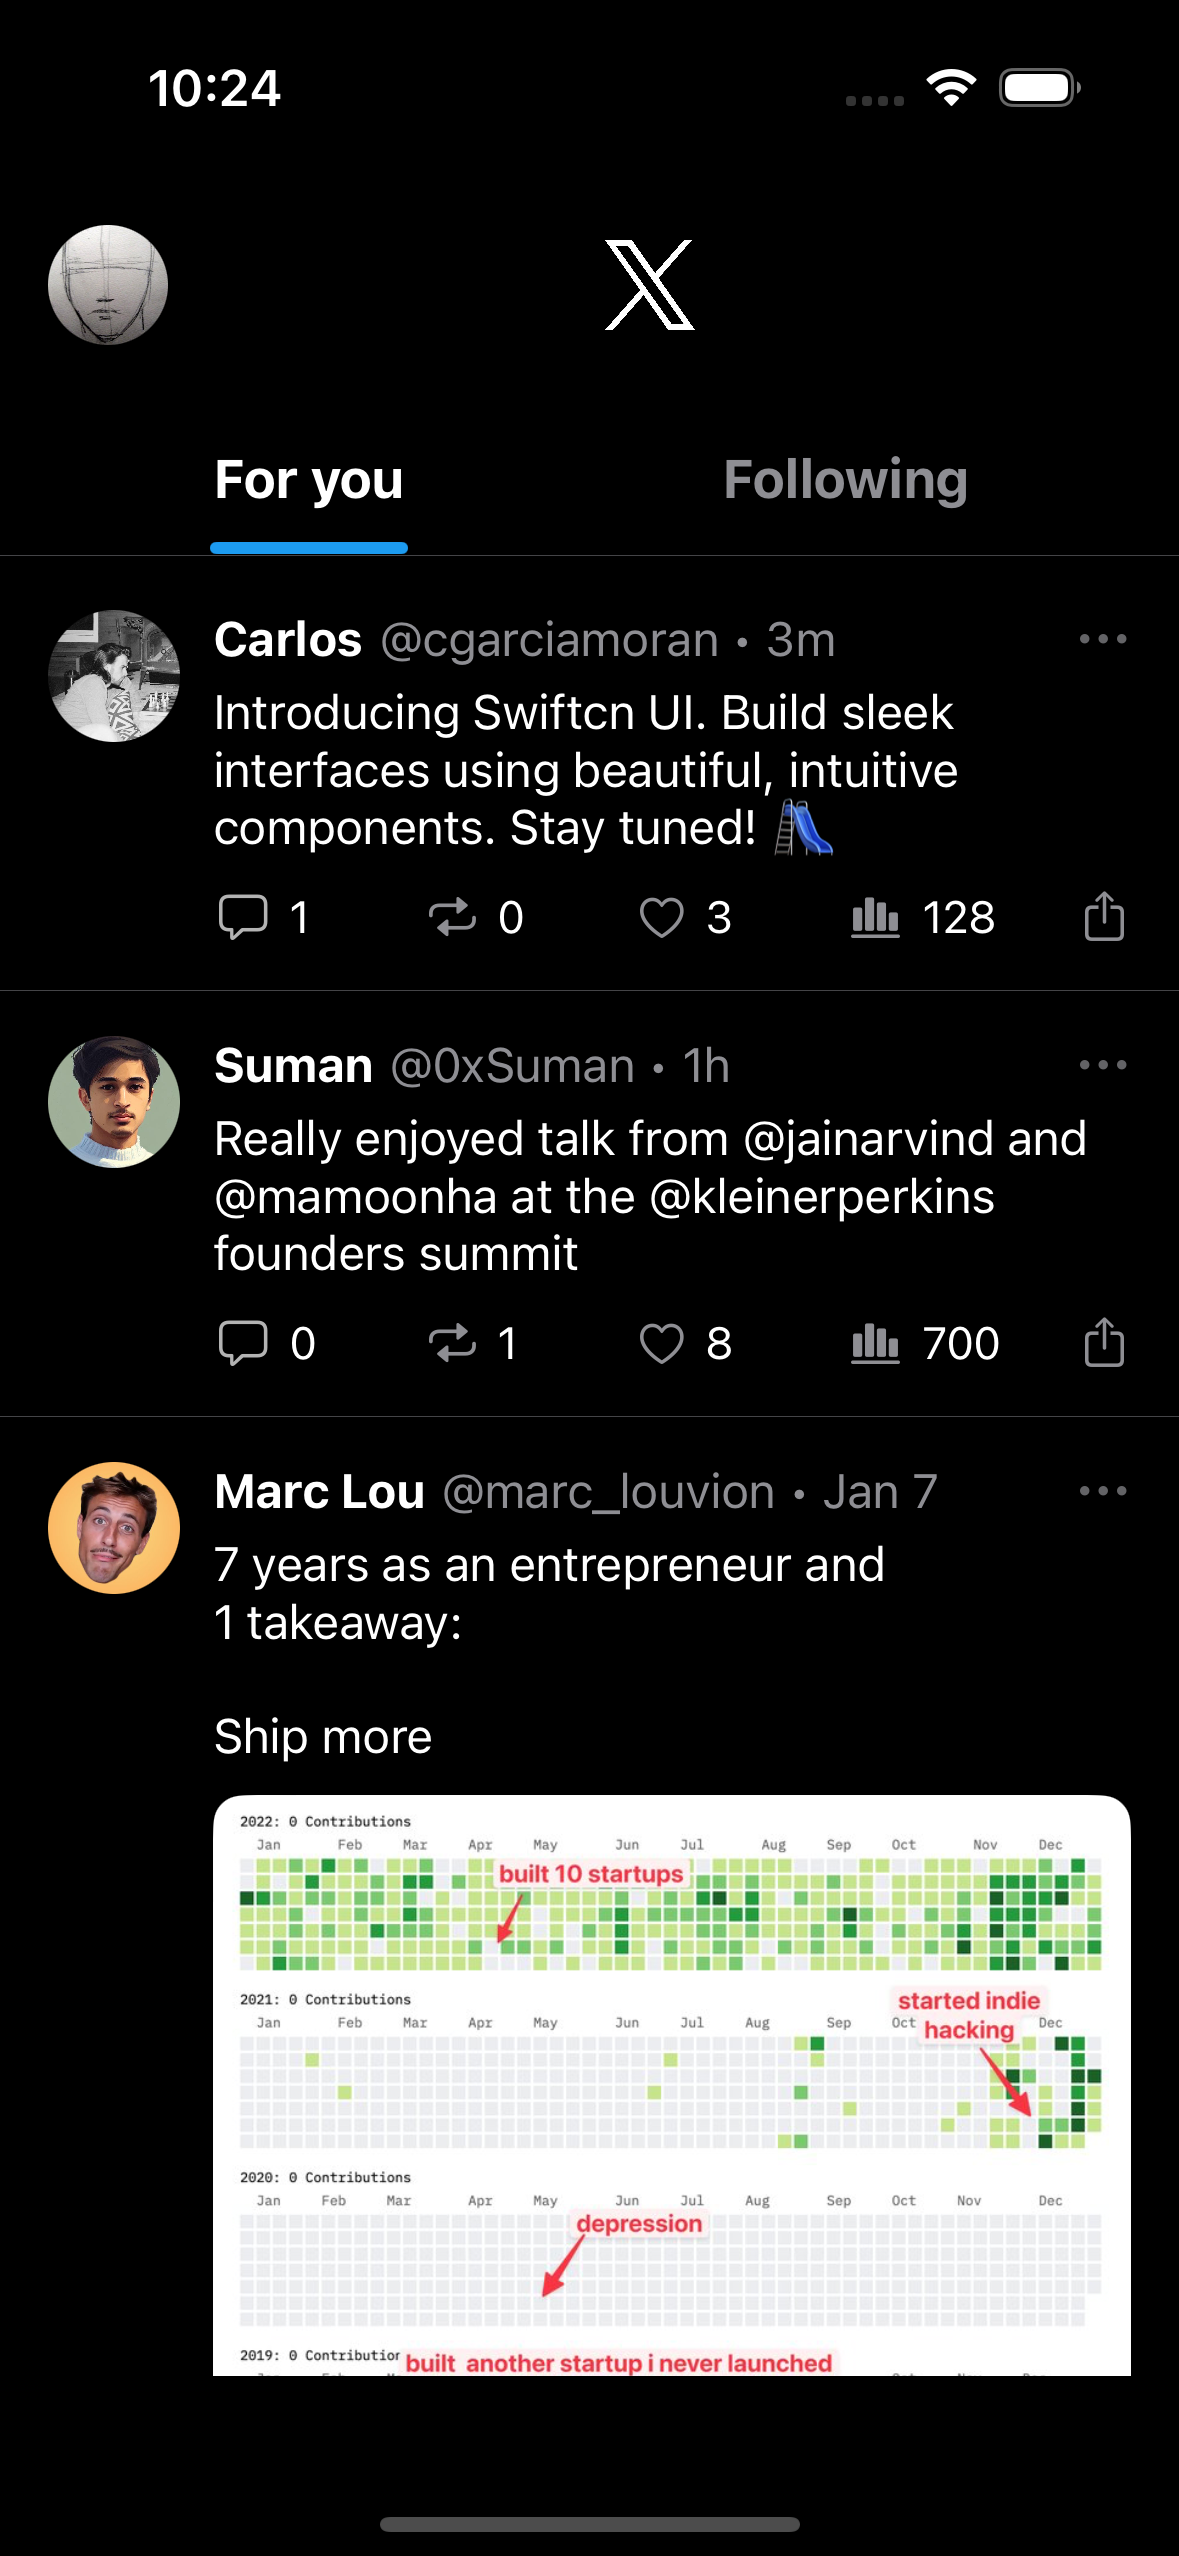 10:24
For you
Following
Carlos @cgarciamoran • 3m
Introducing Swiftcn UI. Build sleek
interfaces using beautiful, intuitive
components. Stay tuned! 🛝
1 0 3 128
Suman @0xSuman • 1h
Really enjoyed talk from @jainarvind and
@mamoonha at the @kleinerperkins
founders summit
0 1 8 700
Marc Lou @marc_louvion • Jan 7
7 years as an entrepreneur and
1 takeaway:
Ship more
2022: 0 Contributions
Jan Feb Mar Apr May Jun Jul Aug Sep Oct Nov Dec
built 10 startups
2021: 0 Contributions
started indie
Jan Feb Mar Apr May Jun Jul Aug Sep Oct Dec
hacking
2020: 0 Contributions
Jan Feb Mar Apr May Jun Jul Aug Sep Oct Nov Dec
depression
2019: 0 Contribution
built another startup i never launched